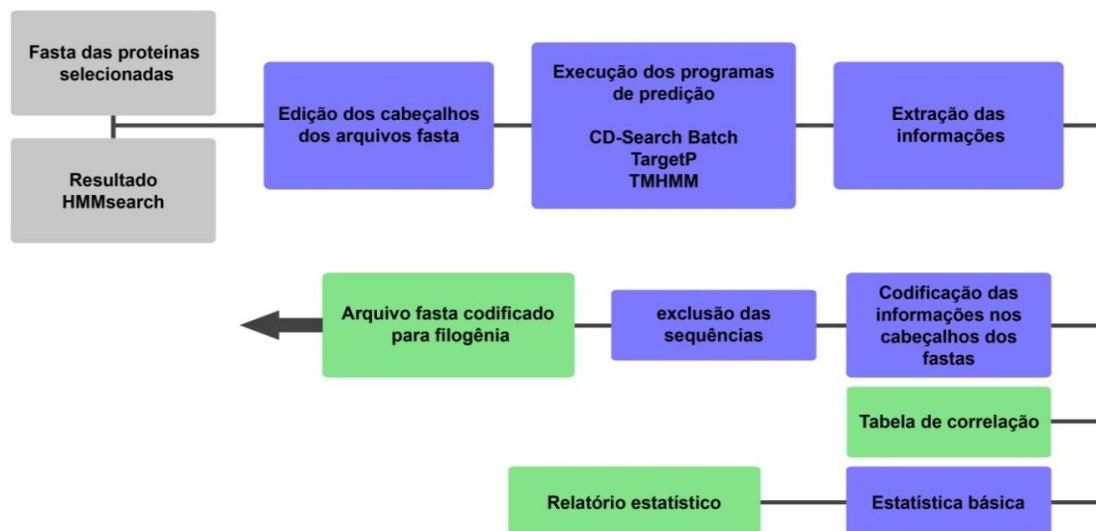 Fasta das proteínas
selecionadas
Resultado
HMMsearch
Edição dos cabeçalhos
dos arquivos fasta
Execução dos programas
de predição
CD-Search Batch
TargetP
TMHMM
Extração das
informações
Arquivo fasta codificado
para filogênia
exclusão das
sequências
Codificação das
informações nos
cabeçalhos dos
fastas
Tabela de correlação
Relatório estatístico
Estatística básica